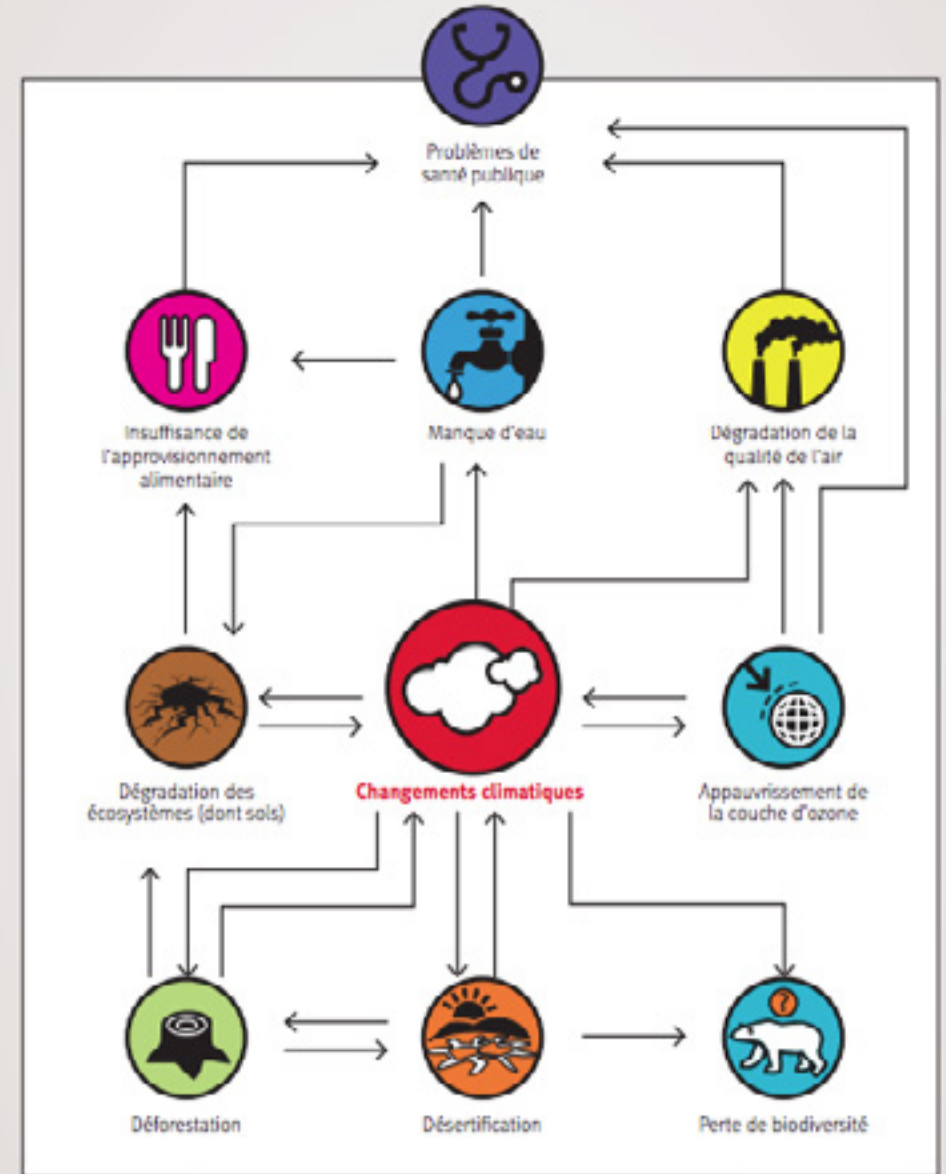 Problèmes de
santé publique
Insuffisance de
l'approvisionnement
alimentaire
Manque d'eau
Dégradation de la
qualité de l'air
Dégradation des
écosystèmes (dont sols)
Changements climatiques
Appauvrissement de
la couche d'ozone
Déforestation
Désertification
Perte de biodiversité
?